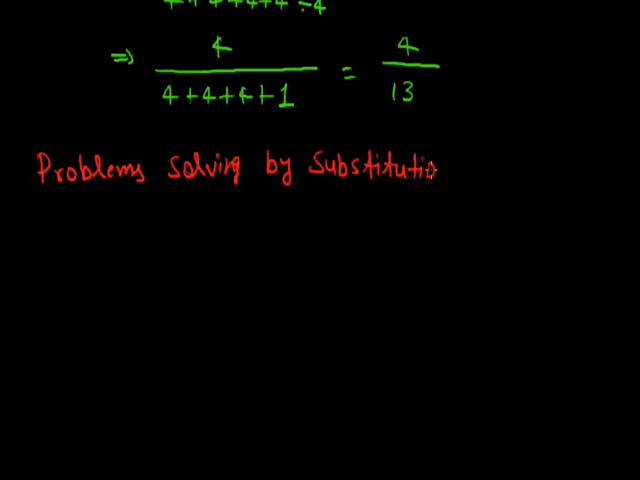 ⇒ 4 / 4+4+4+1 = 4 / 13
Problems solving by Substitutio